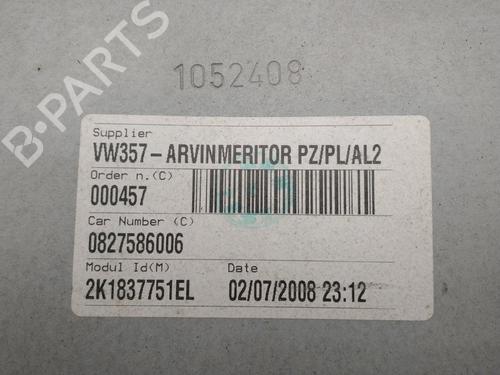 B-PARTS
1052408
Supplier
VW357-ARVINMERITOR PZ/PL/AL2
Order n.(C)
000457
Car Number (C)
0827586006
Modul Id(M) Date
2K1837751EL 02/07/2008 23:12